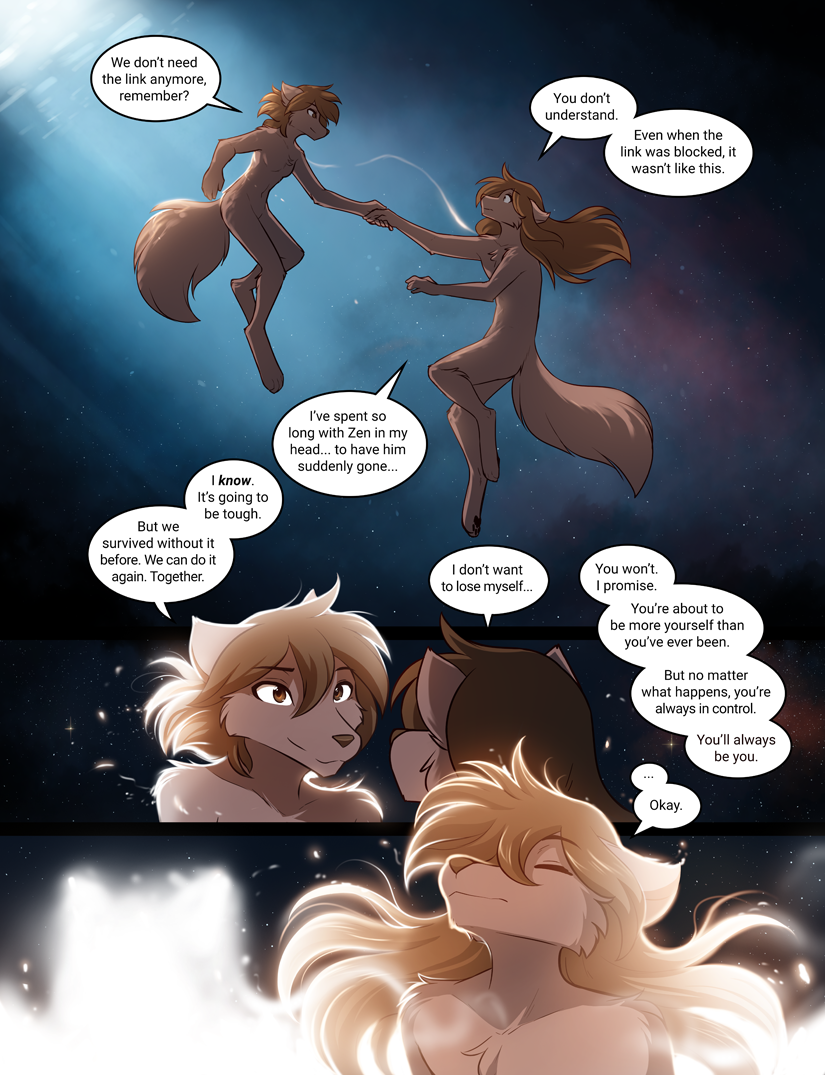 We don't need
the link anymore,
remember?
You don't
understand.
Even when the
link was blocked, it
wasn't like this.
I've spent so
long with Zen in my
head... to have him
suddenly gone...
I know.
It's going to
be tough.
But we
survived without it
before. We can do it
again. Together.
I don't want
to lose myself...
You won't.
I promise.
You're about to
be more yourself than
you've ever been.
But no matter
what happens, you're
always in control.
You'll always
be you.
...
Okay.